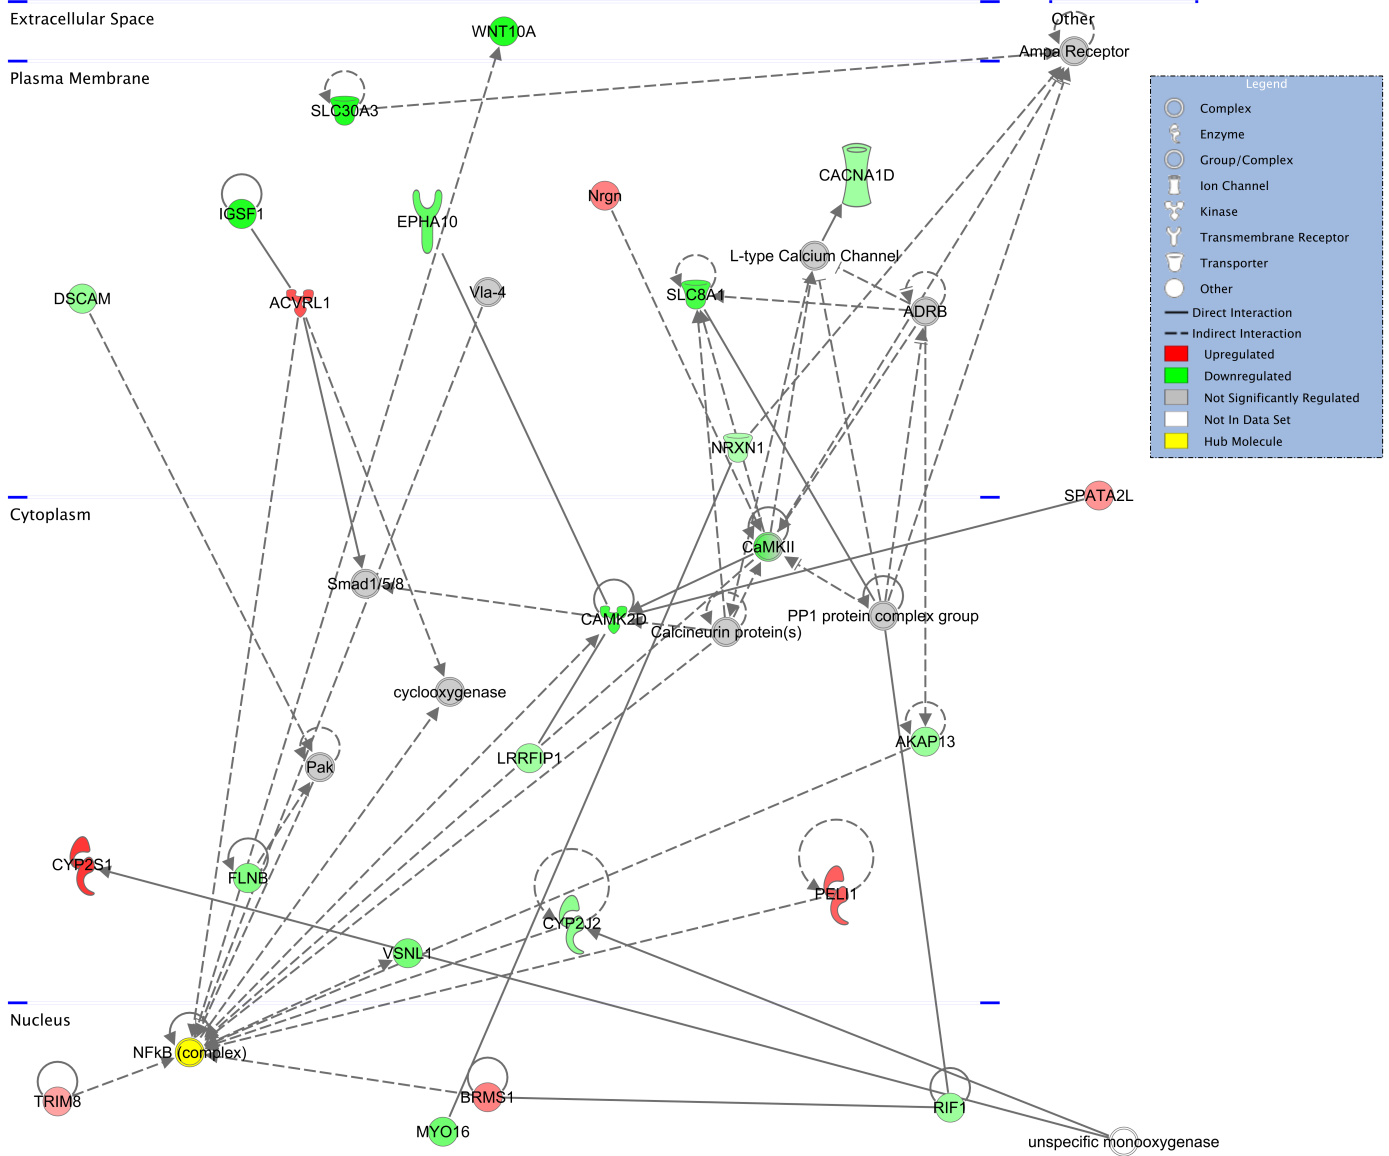 Extracellular Space
WNT10A
Other
Ampa Receptor
Plasma Membrane
Legend
SLC30A3
Complex
Enzyme
Group/Complex
Ion Channel
Kinase
Transmembrane Receptor
Transporter
Other
Direct Interaction
Indirect Interaction
Upregulated
Downregulated
Not Significantly Regulated
Not In Data Set
Hub Molecule
CACNA1D
Nrgn
IGSF1
EPHA10
L-type Calcium Channel
Vla-4
SLC8A1
DSCAM
ACVRL1
ADRB
NRXN1
SPATA2L
Cytoplasm
CaMKII
Smad1/5/8
CAMK2D
Calcineurin protein(s)
PP1 protein complex group
cyclooxygenase
AKAP13
LRRFIP1
Pak
CYP2S1
FLNB
PELI1
CYP2J2
VSNL1
Nucleus
NFkB (complex)
TRIM8
BRMS1
RIF1
MYO16
unspecific monooxygenase